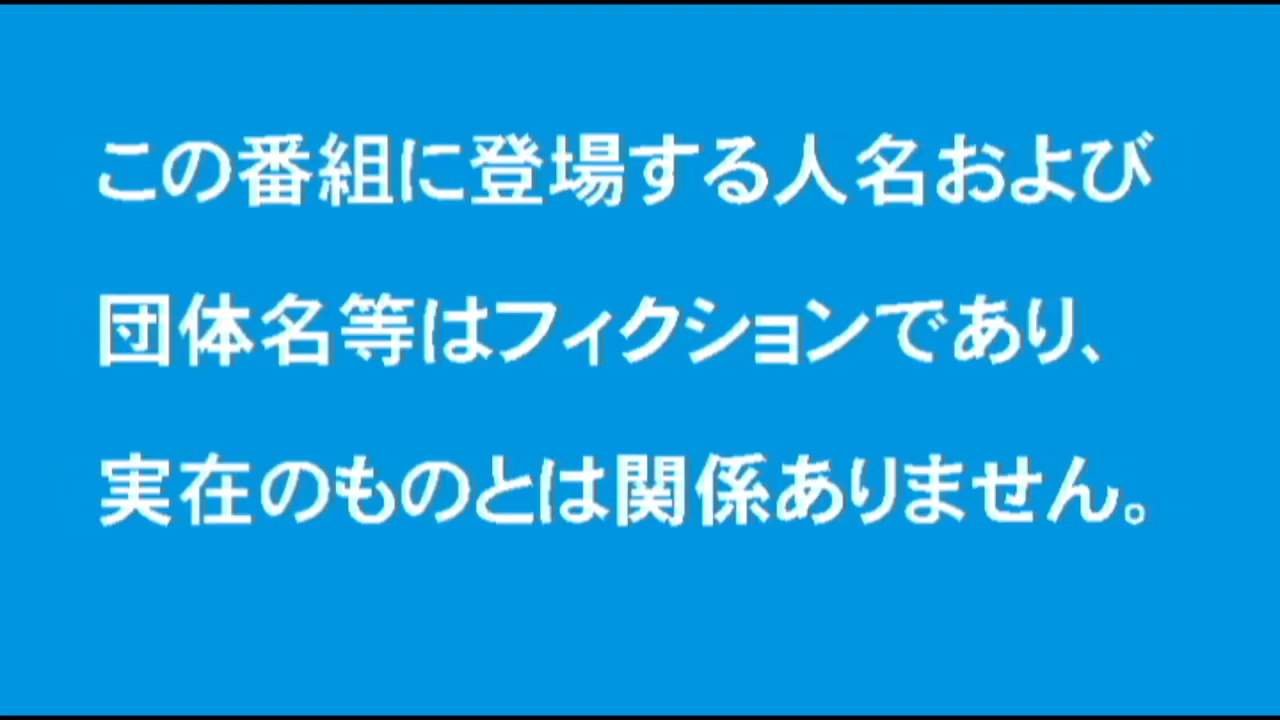 この番組に登場する人名および
団体名等はフィクションであり、
実在のものとは関係ありません。